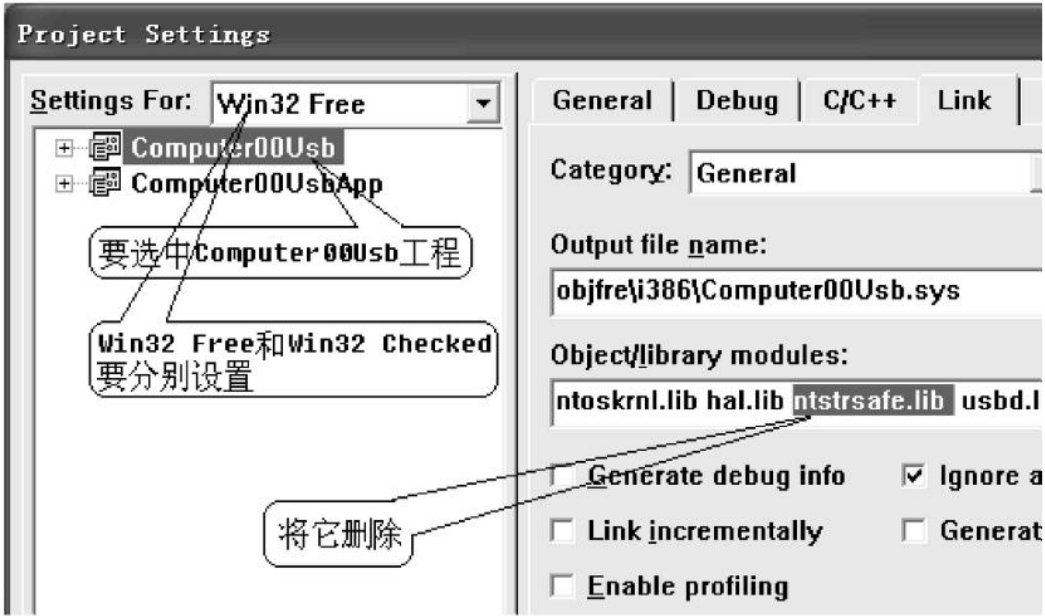 Project Settings
Settings For: Win32 Free
Computer00Usb
Computer00UsbApp
要选中Computer00Usb工程
Win32 Free和Win32 Checked
要分别设置
将它删除
General Debug C/C++ Link
Category: General
Output file name:
objfre\i386\Computer00Usb.sys
Object/library modules:
ntoskrnl.lib hal.lib ntstrsafe.lib usbd.l
Generate debug info Ignore a
Link incrementally Generat
Enable profiling